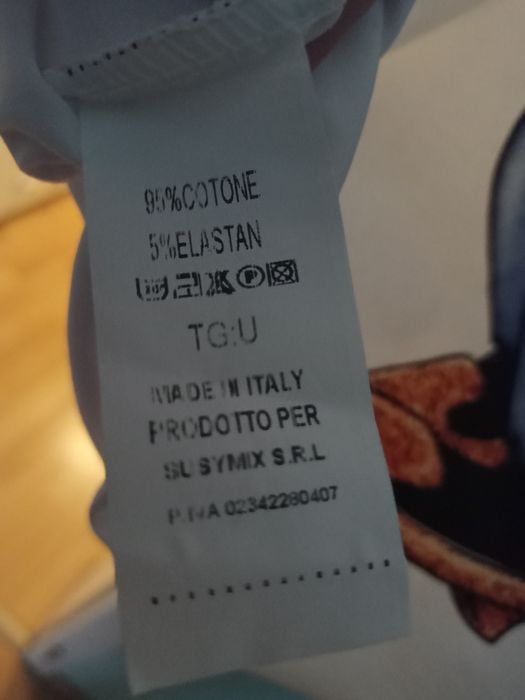 95%COTONE
5%ELASTAN
TG:U
MADE IN ITALY
PRODOTTO PER
SUSYMIX S.R.L
P.IVA 02342280407